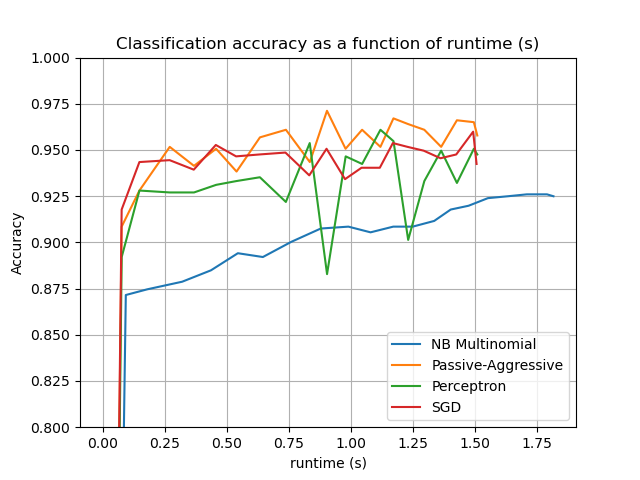 Classification accuracy as a function of runtime (s)
1.000
0.975
0.950
0.925
0.900
0.875
0.850
0.825
0.800
Accuracy
NB Multinomial
Passive-Aggressive
Perceptron
SGD
0.00 0.25 0.50 0.75 1.00 1.25 1.50 1.75
runtime (s)